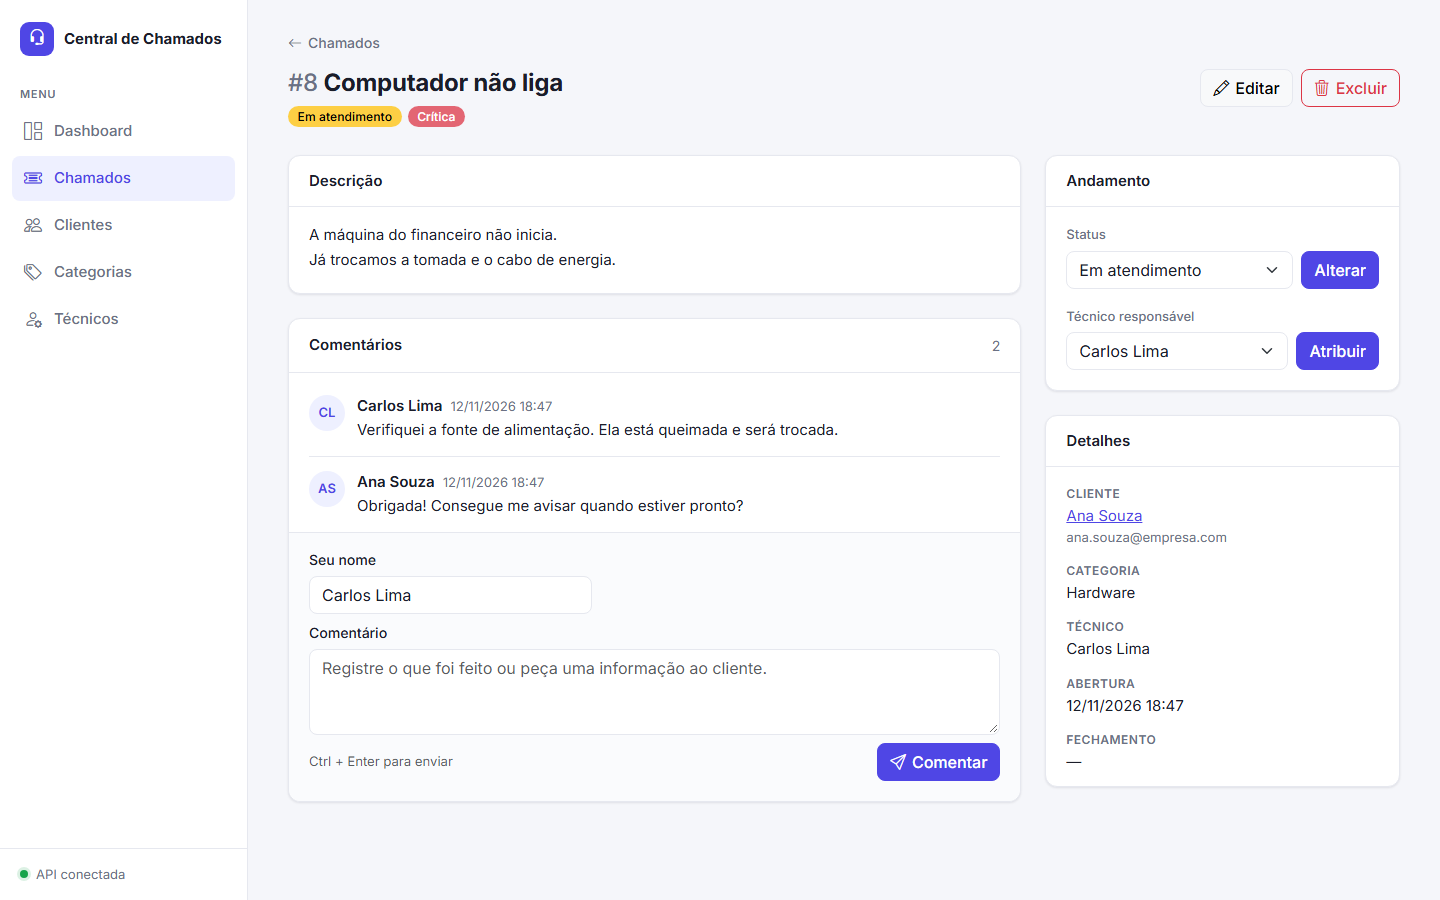 Central de Chamados
MENU
Dashboard
Chamados
Clientes
Categorias
Técnicos
API conectada
← Chamados
#8 Computador não liga
Em atendimento
Crítica
Editar
Excluir
Descrição
A máquina do financeiro não inicia.
Já trocamos a tomada e o cabo de energia.
Comentários
2
CL
Carlos Lima 12/11/2026 18:47
Verifiquei a fonte de alimentação. Ela está queimada e será trocada.
AS
Ana Souza 12/11/2026 18:47
Obrigada! Consegue me avisar quando estiver pronto?
Seu nome
Carlos Lima
Comentário
Registre o que foi feito ou peça uma informação ao cliente.
Ctrl + Enter para enviar
Comentar
Andamento
Status
Em atendimento
Alterar
Técnico responsável
Carlos Lima
Atribuir
Detalhes
CLIENTE
Ana Souza
ana.souza@empresa.com
CATEGORIA
Hardware
TÉCNICO
Carlos Lima
ABERTURA
12/11/2026 18:47
FECHAMENTO
—